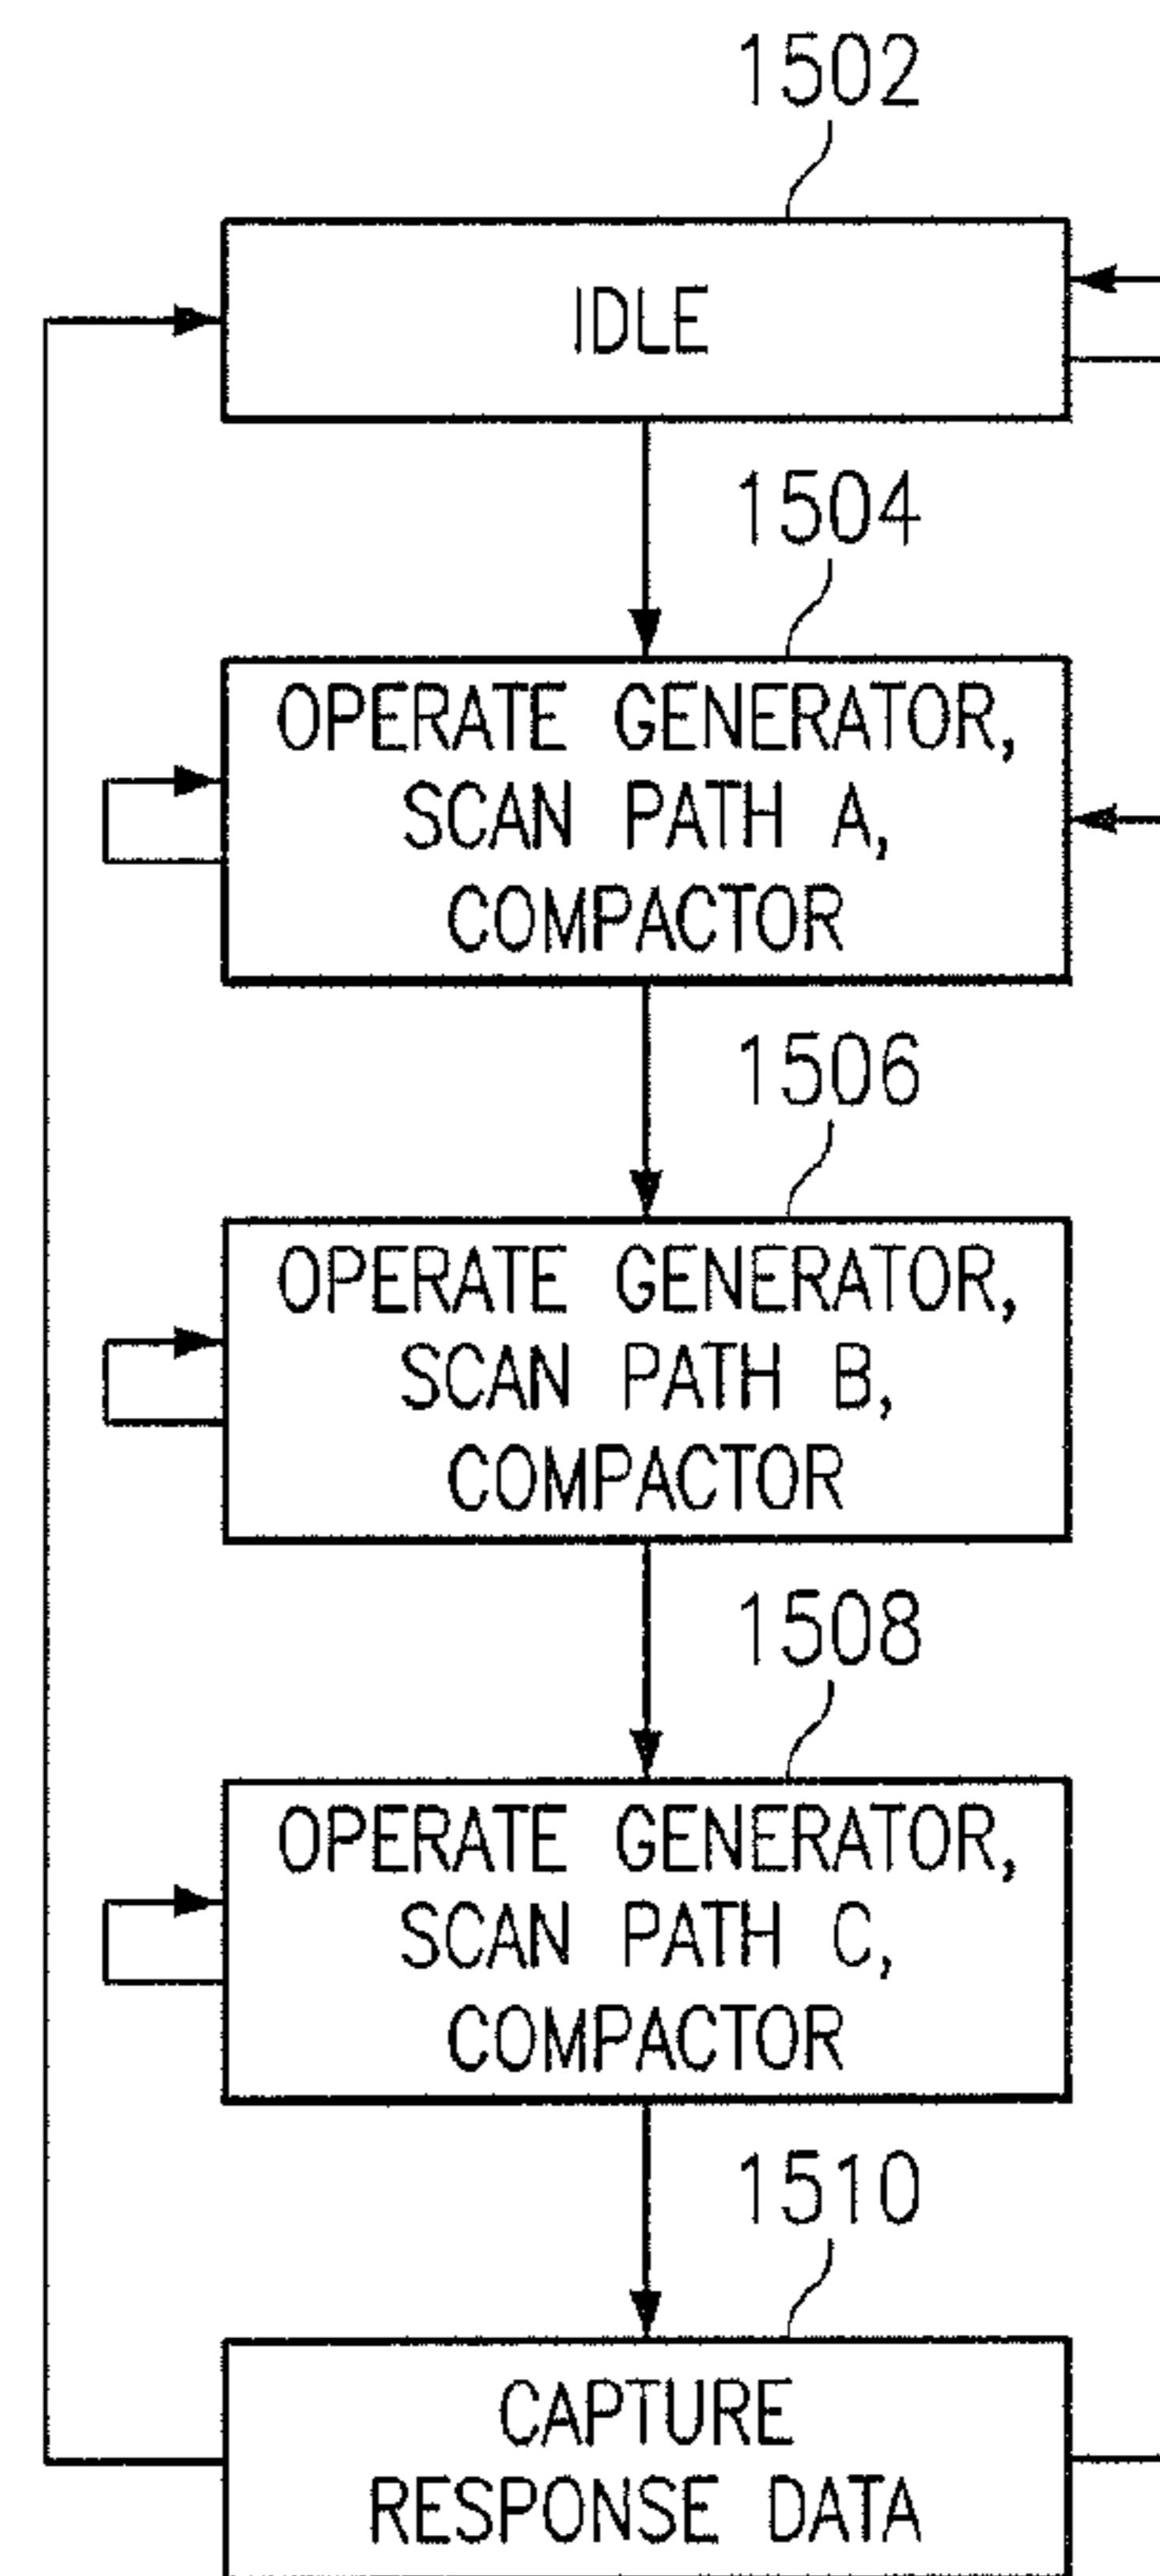 1502
IDLE
1504
OPERATE GENERATOR,
SCAN PATH A,
COMPACTOR
1506
OPERATE GENERATOR,
SCAN PATH B,
COMPACTOR
1508
OPERATE GENERATOR,
SCAN PATH C,
COMPACTOR
1510
CAPTURE
RESPONSE DATA